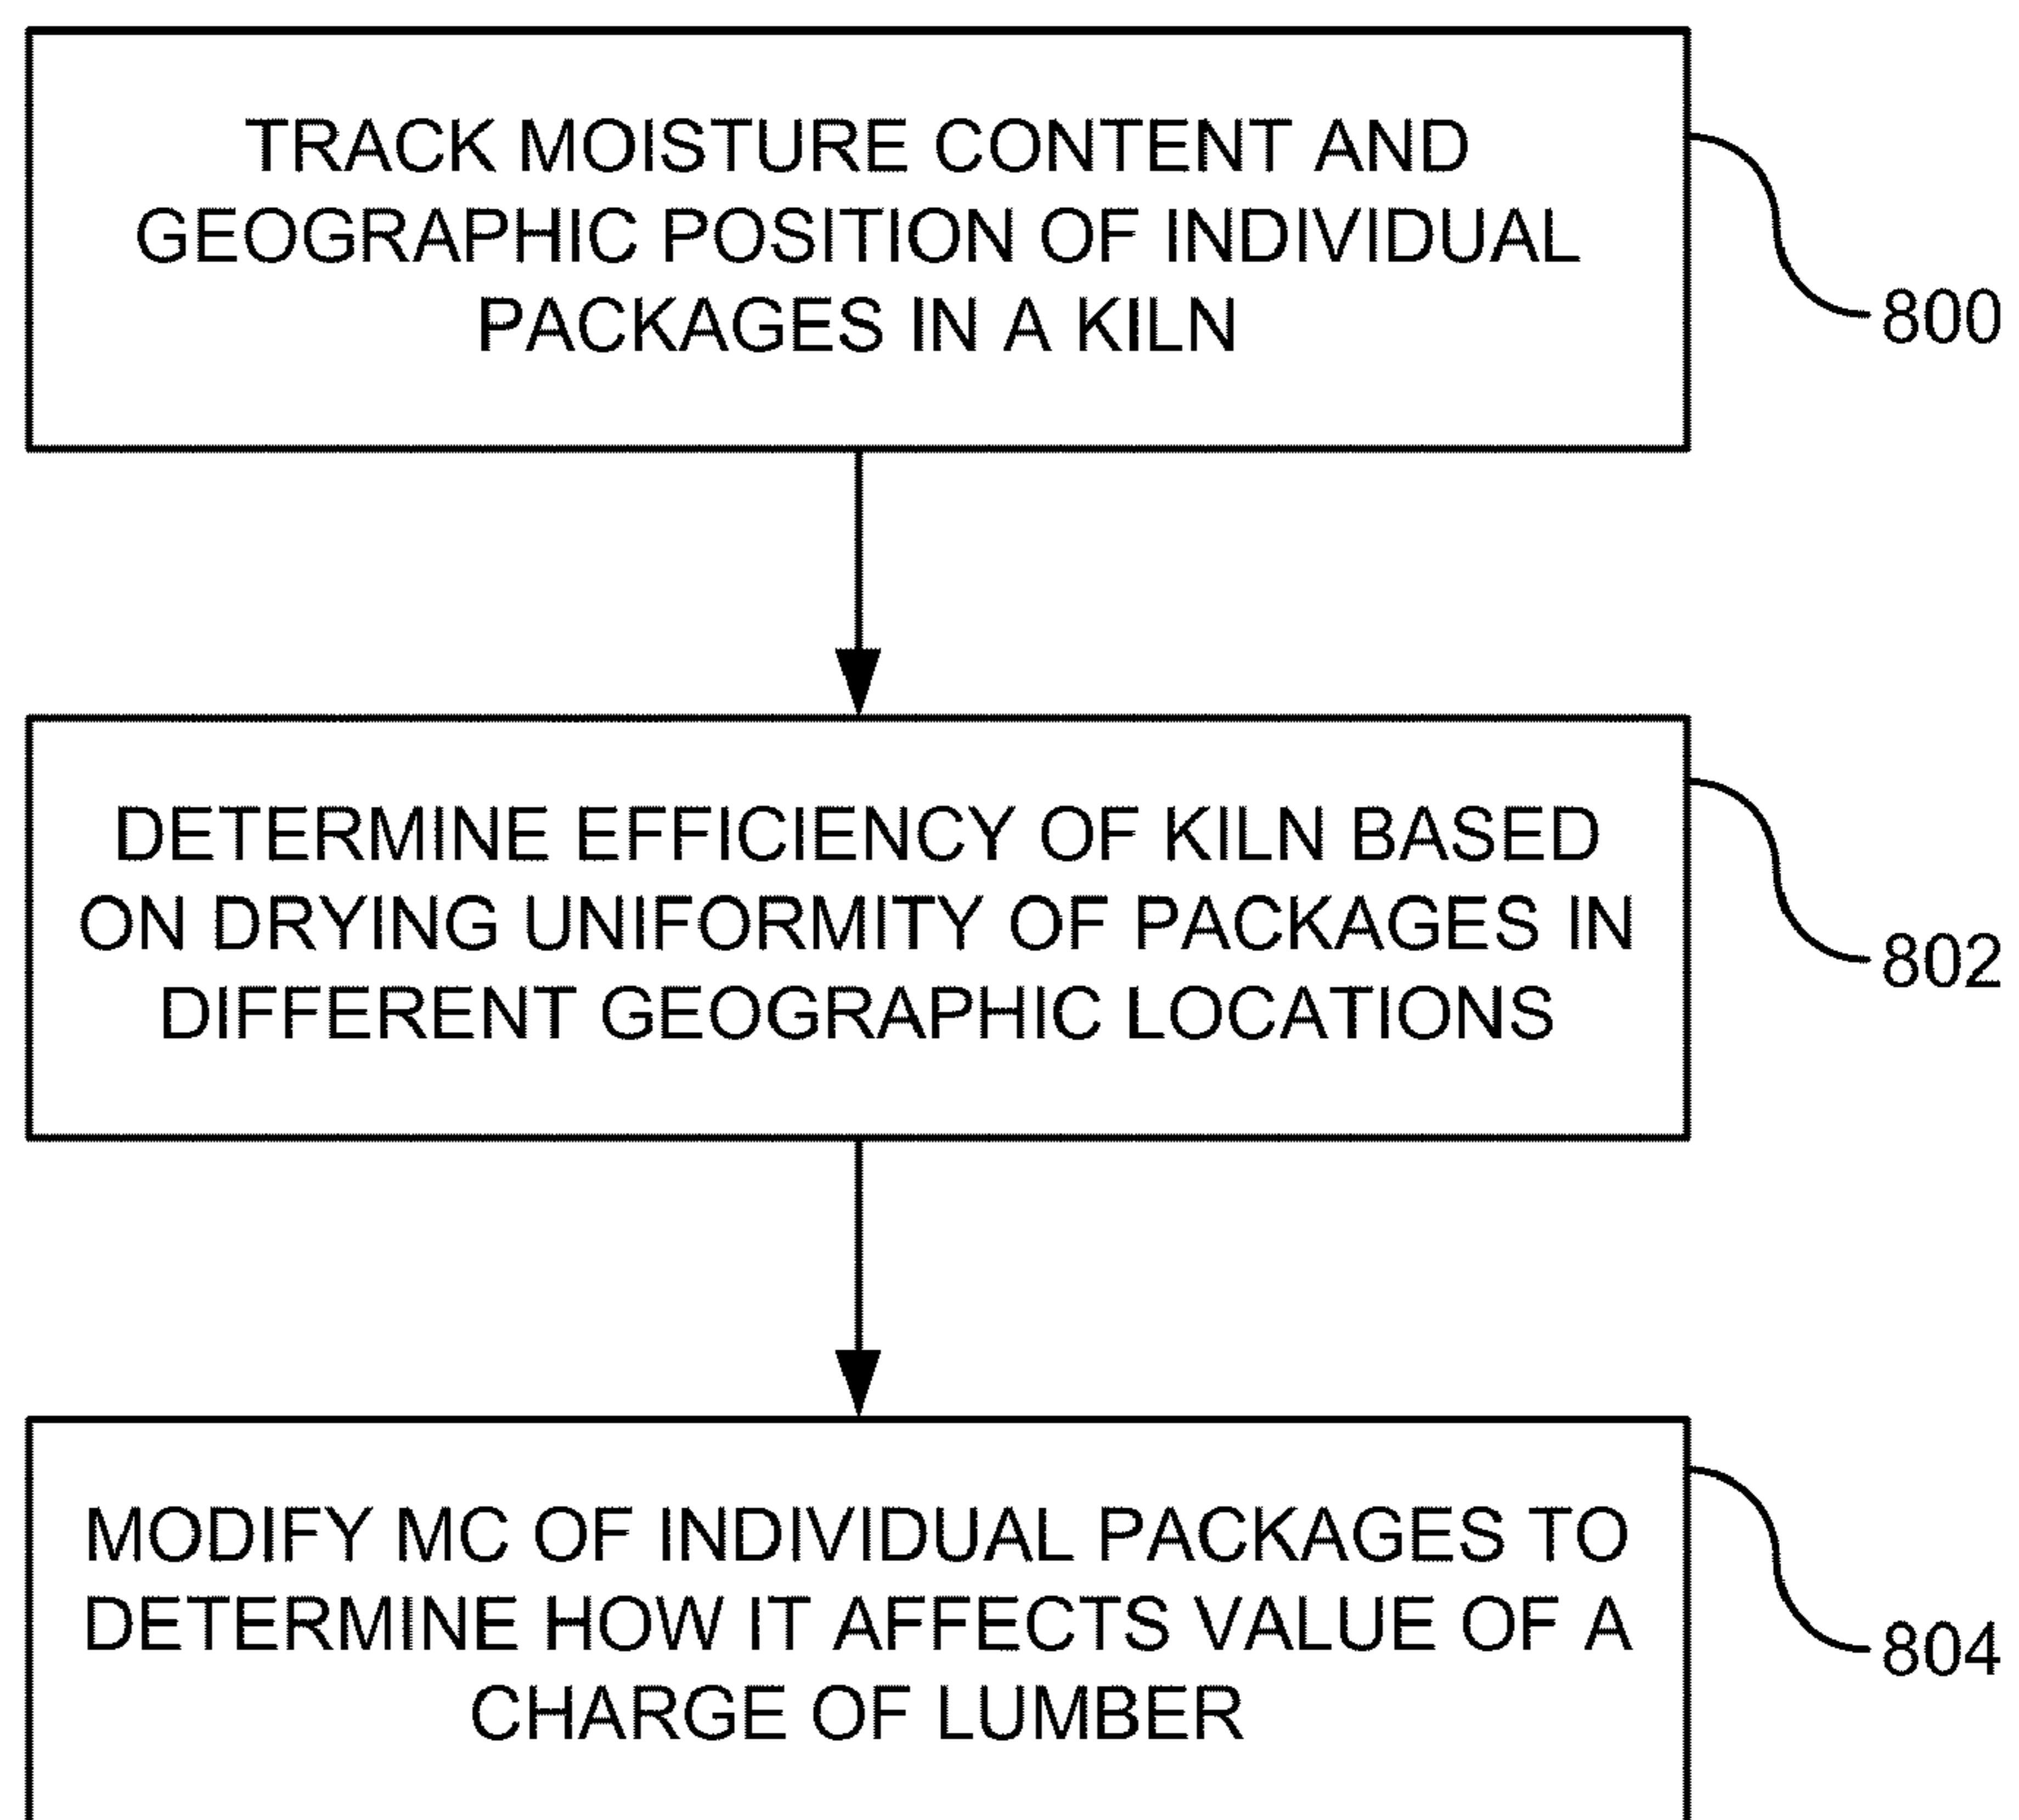 TRACK MOISTURE CONTENT AND
GEOGRAPHIC POSITION OF INDIVIDUAL
PACKAGES IN A KILN
800
DETERMINE EFFICIENCY OF KILN BASED
ON DRYING UNIFORMITY OF PACKAGES IN
DIFFERENT GEOGRAPHIC LOCATIONS
802
MODIFY MC OF INDIVIDUAL PACKAGES TO
DETERMINE HOW IT AFFECTS VALUE OF A
CHARGE OF LUMBER
804